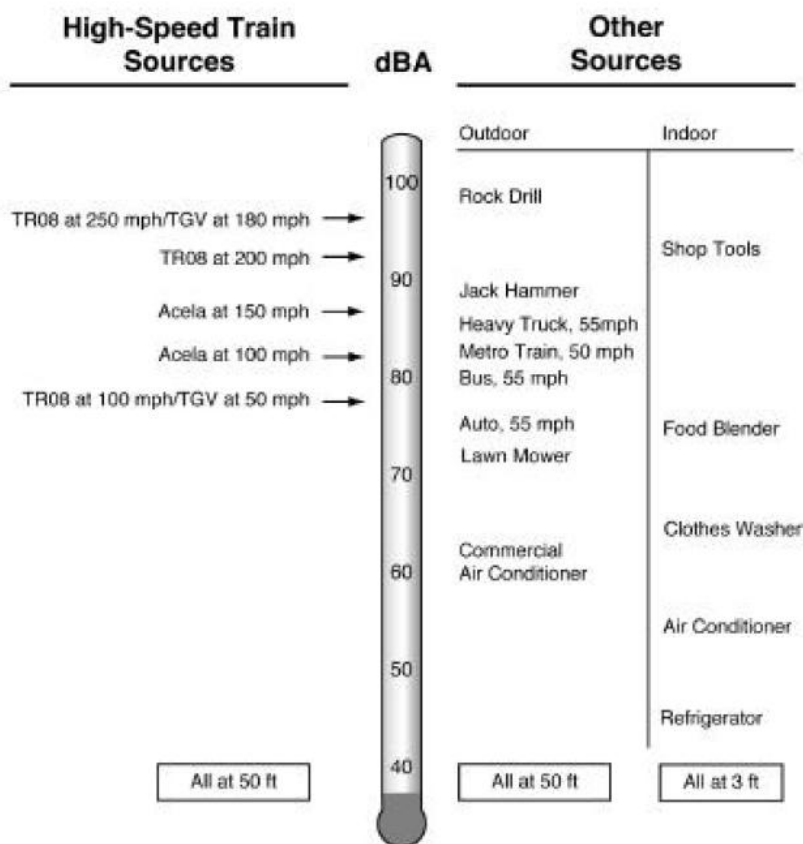 High-Speed Train
Sources
dBA
Other
Sources
Outdoor
Indoor
100
Rock Drill
TR08 at 250 mph/TGV at 180 mph
Shop Tools
TR08 at 200 mph
90
Jack Hammer
Acela at 150 mph
Heavy Truck, 55mph
Metro Train, 50 mph
Acela at 100 mph
80
Bus, 55 mph
TR08 at 100 mph/TGV at 50 mph
Auto, 55 mph
Food Blender
Lawn Mower
70
Clothes Washer
Commercial
Air Conditioner
60
Air Conditioner
50
Refrigerator
40
All at 50 ft
All at 50 ft
All at 3 ft